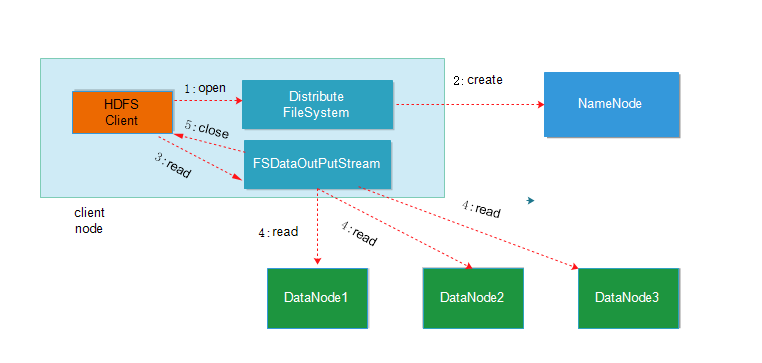 1:open
2:create
HDFS
Client
Distribute
FileSystem
NameNode
5:close
3:read
FSDataOutPutStream
client
node
4:read
4:read
4:read
DataNode1
DataNode2
DataNode3